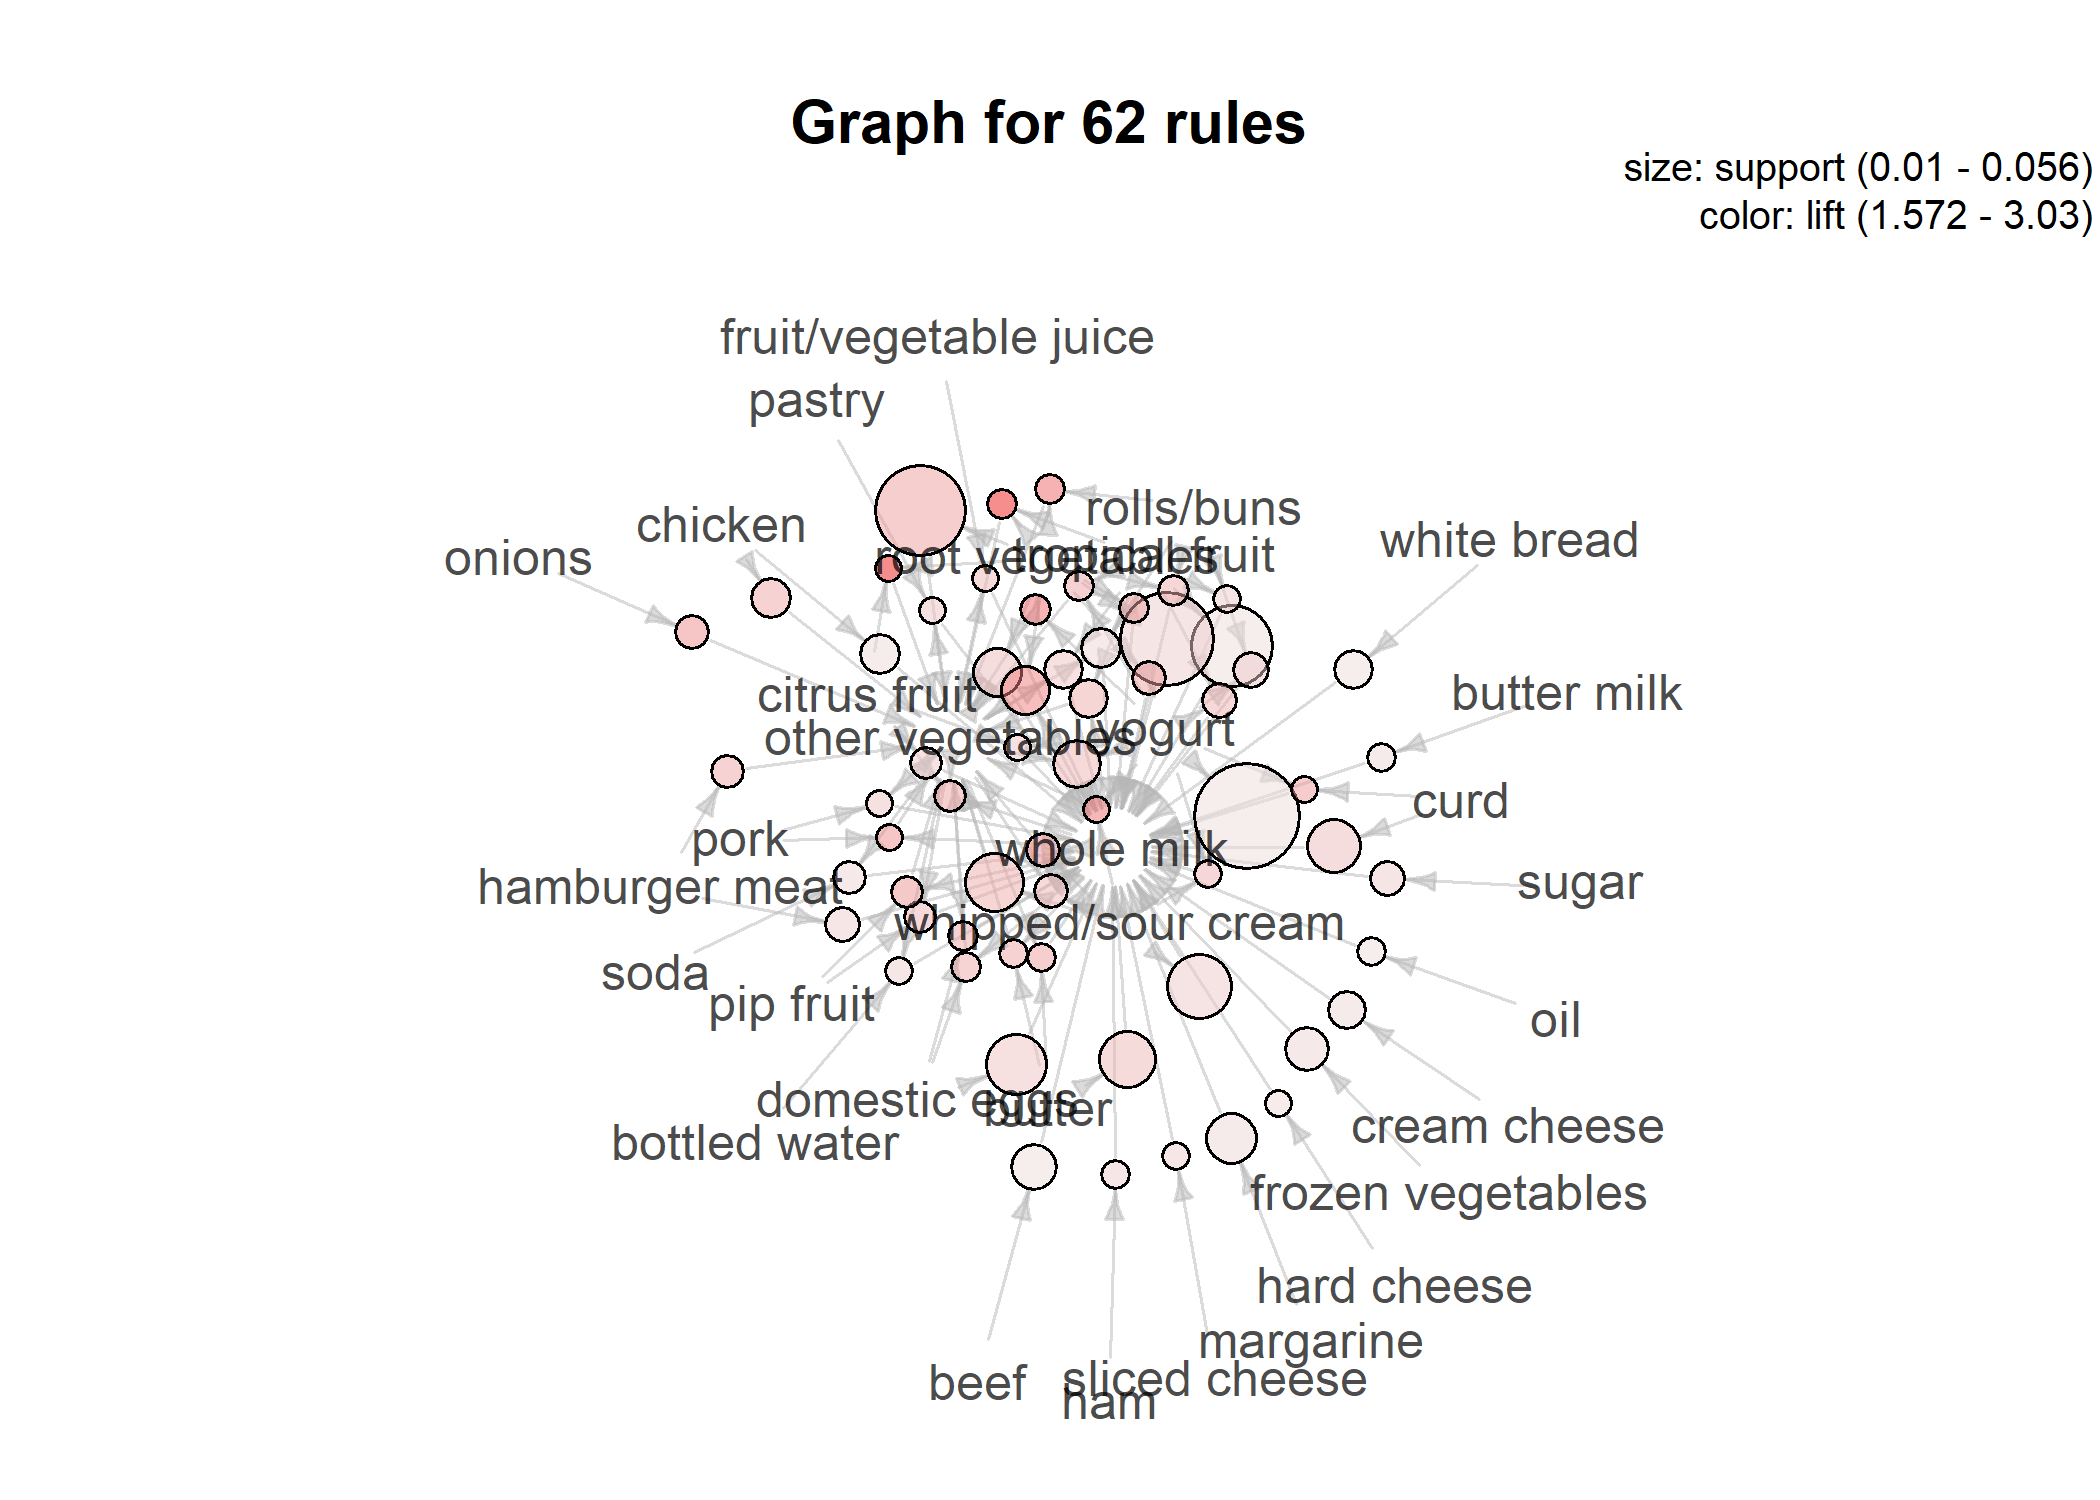 Graph for 62 rules
size: support (0.01 - 0.056)
color: lift (1.572 - 3.03)
fruit/vegetable juice
pastry
rolls/buns
chicken
white bread
onions
root vegetables
tropical fruit
citrus fruit
butter milk
other vegetables
yogurt
curd
pork
whole milk
hamburger meat
sugar
whipped/sour cream
soda
pip fruit
oil
domestic eggs
butter
cream cheese
bottled water
frozen vegetables
hard cheese
margarine
sliced cheese
beef
ham